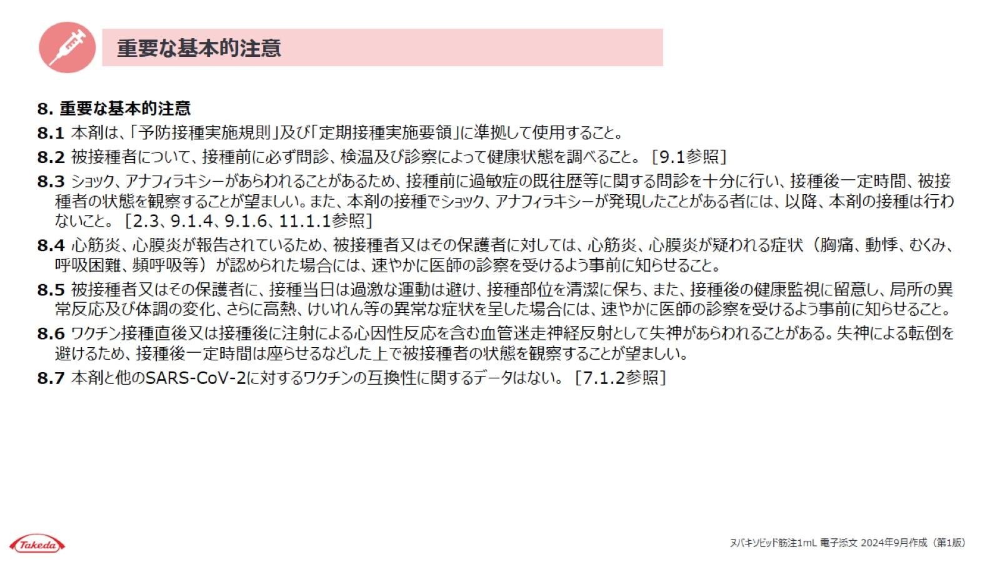 重要な基本的注意
8. 重要な基本的注意
8.1 本剤は、「予防接種実施規則」及び「定期接種実施要領」に準拠して使用すること。
8.2 被接種者について、接種前に必ず問診、検温及び診察によって健康状態を調べること。［9.1参照］
8.3 ショック、アナフィラキシーがあらわれることがあるため、接種前に過敏症の既往歴等に関する問診を十分に行い、接種後一定時間、被接
種者の状態を観察することが望ましい。また、本剤の接種でショック、アナフィラキシーが発現したことがある者には、以降、本剤の接種は行わ
ないこと。［2.3、9.1.4、9.1.6、11.1.1参照］
8.4 心筋炎、心膜炎が報告されているため、被接種者又はその保護者に対しては、心筋炎、心膜炎が疑われる症状（胸痛、動悸、むくみ、
呼吸困難、頻呼吸等）が認められた場合には、速やかに医師の診察を受けるよう事前に知らせること。
8.5 被接種者又はその保護者に、接種当日は過激な運動は避け、接種部位を清潔に保ち、また、接種後の健康監視に留意し、局所の異
常反応及び体調の変化、さらに高熱、けいれん等の異常な症状を呈した場合には、速やかに医師の診察を受けるよう事前に知らせること。
8.6 ワクチン接種直後又は接種後に注射による心因性反応を含む血管迷走神経反射として失神があらわれることがある。失神による転倒を
避けるため、接種後一定時間は座らせるなどした上で被接種者の状態を観察することが望ましい。
8.7 本剤と他のSARS-CoV-2に対するワクチンの互換性に関するデータはない。［7.1.2参照］
Takeda
ヌバキソビッド筋注1mL 電子添文 2024年9月作成（第1版）